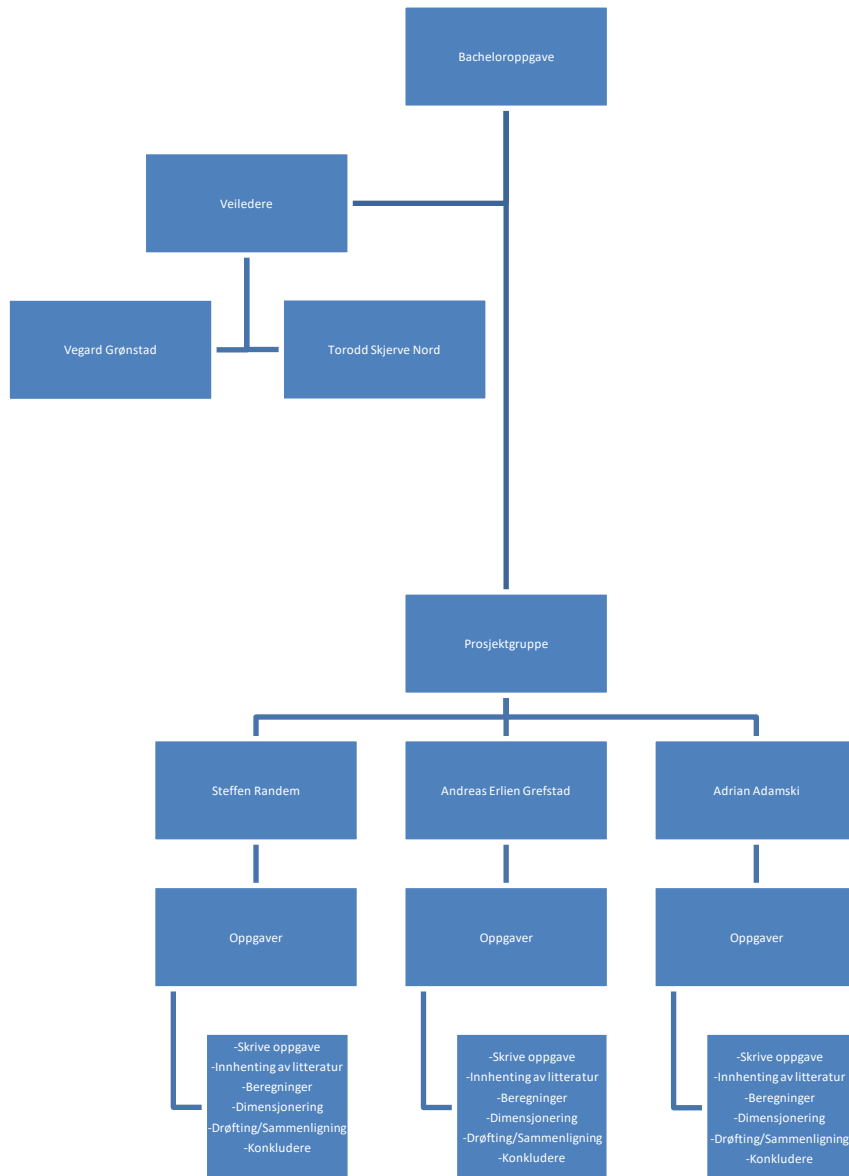 Bacheloroppgave
Veiledere
Vegard Grønstad
Torodd Skjerve Nord
Prosjektgruppe
Steffen Randem
Andreas Erlien Grefstad
Adrian Adamski
Oppgaver
Oppgaver
Oppgaver
-Skrive oppgave
-Innhenting av litteratur
-Beregninger
-Dimensjonering
-Drøfting/Sammenligning
-Konkludere
-Skrive oppgave
-Innhenting av litteratur
-Beregninger
-Dimensjonering
-Drøfting/Sammenligning
-Konkludere
-Skrive oppgave
-Innhenting av litteratur
-Beregninger
-Dimensjonering
-Drøfting/Sammenligning
-Konkludere